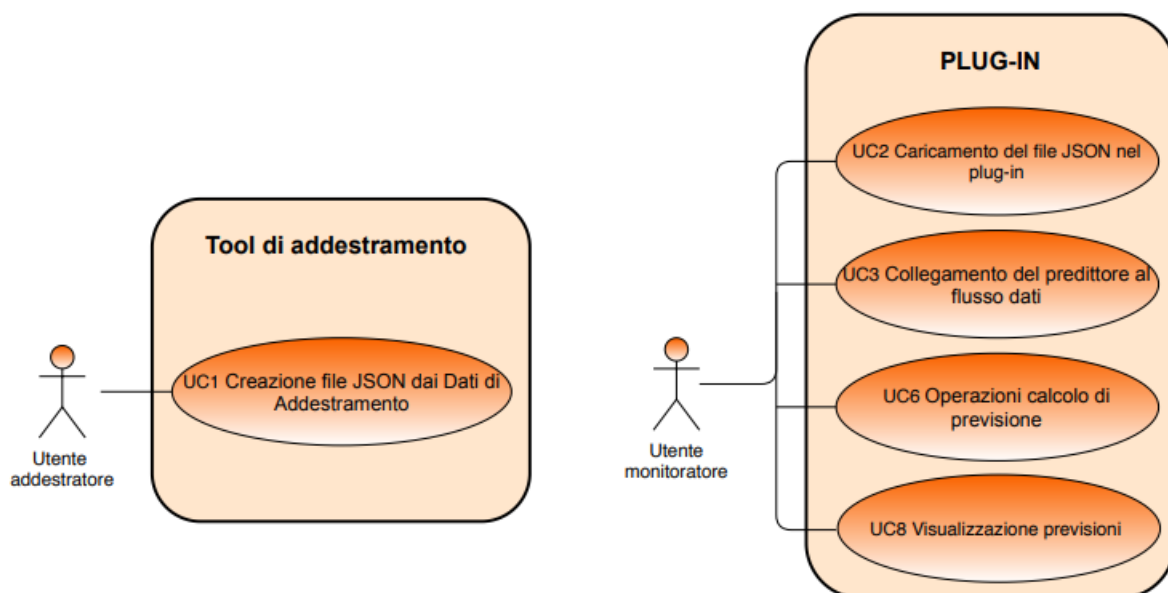 Tool di addestramento
UC1 Creazione file JSON dai Dati di
Addestramento
Utente
addestratore
PLUG-IN
UC2 Caricamento del file JSON nel
plug-in
UC3 Collegamento del predittore al
flusso dati
UC6 Operazioni calcolo di
previsione
UC8 Visualizzazione previsioni
Utente
monitoratore